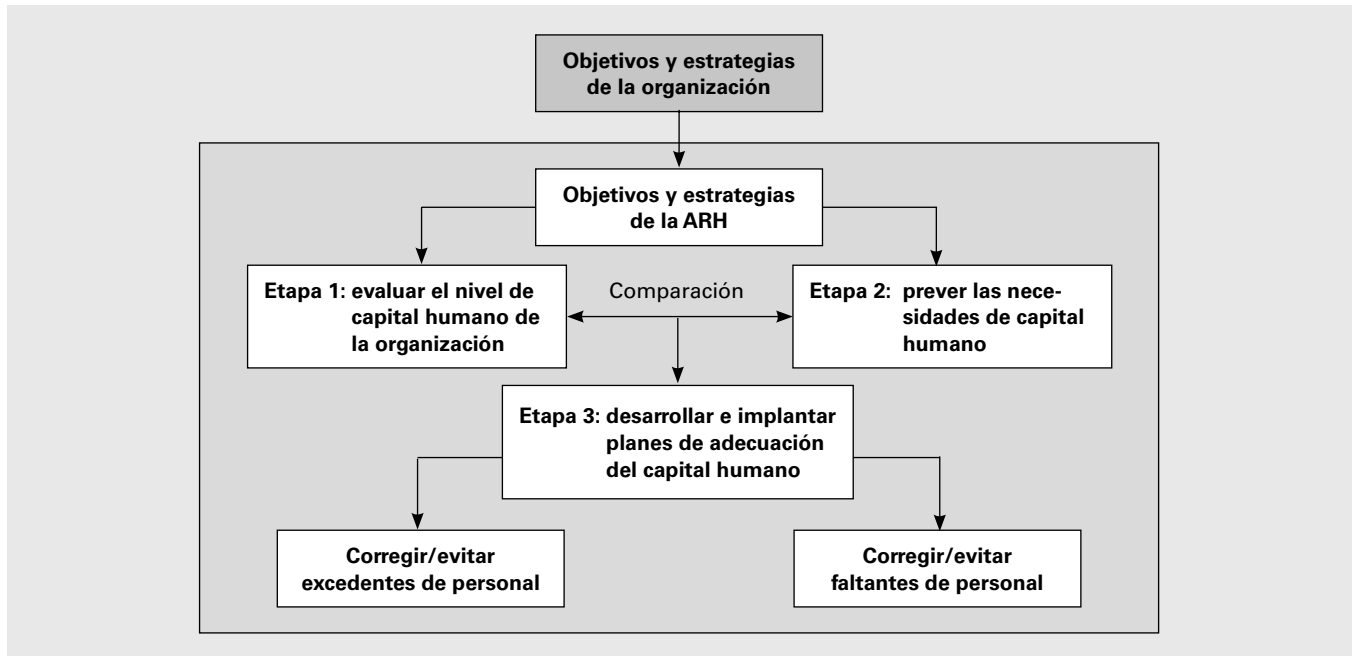 Objetivos y estrategias
de la organización
Objetivos y estrategias
de la ARH
Etapa 1: evaluar el nivel de
capital humano de
la organización
Comparación
Etapa 2: prever las nece-
sidades de capital
humano
Etapa 3: desarrollar e implantar
planes de adecuación
del capital humano
Corregir/evitar
excedentes de personal
Corregir/evitar
faltantes de personal